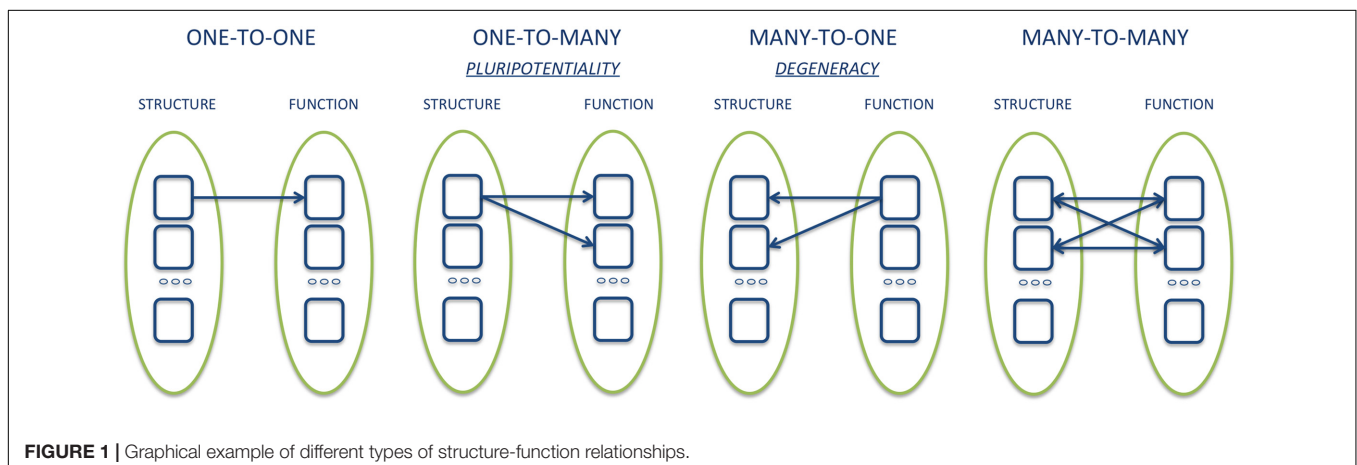 ONE-TO-ONE ONE-TO-MANY MANY-TO-ONE MANY-TO-MANY
PLURIPOTENTIALITY DEGENERACY
STRUCTURE FUNCTION STRUCTURE FUNCTION STRUCTURE FUNCTION STRUCTURE FUNCTION
FIGURE 1 | Graphical example of different types of structure-function relationships.